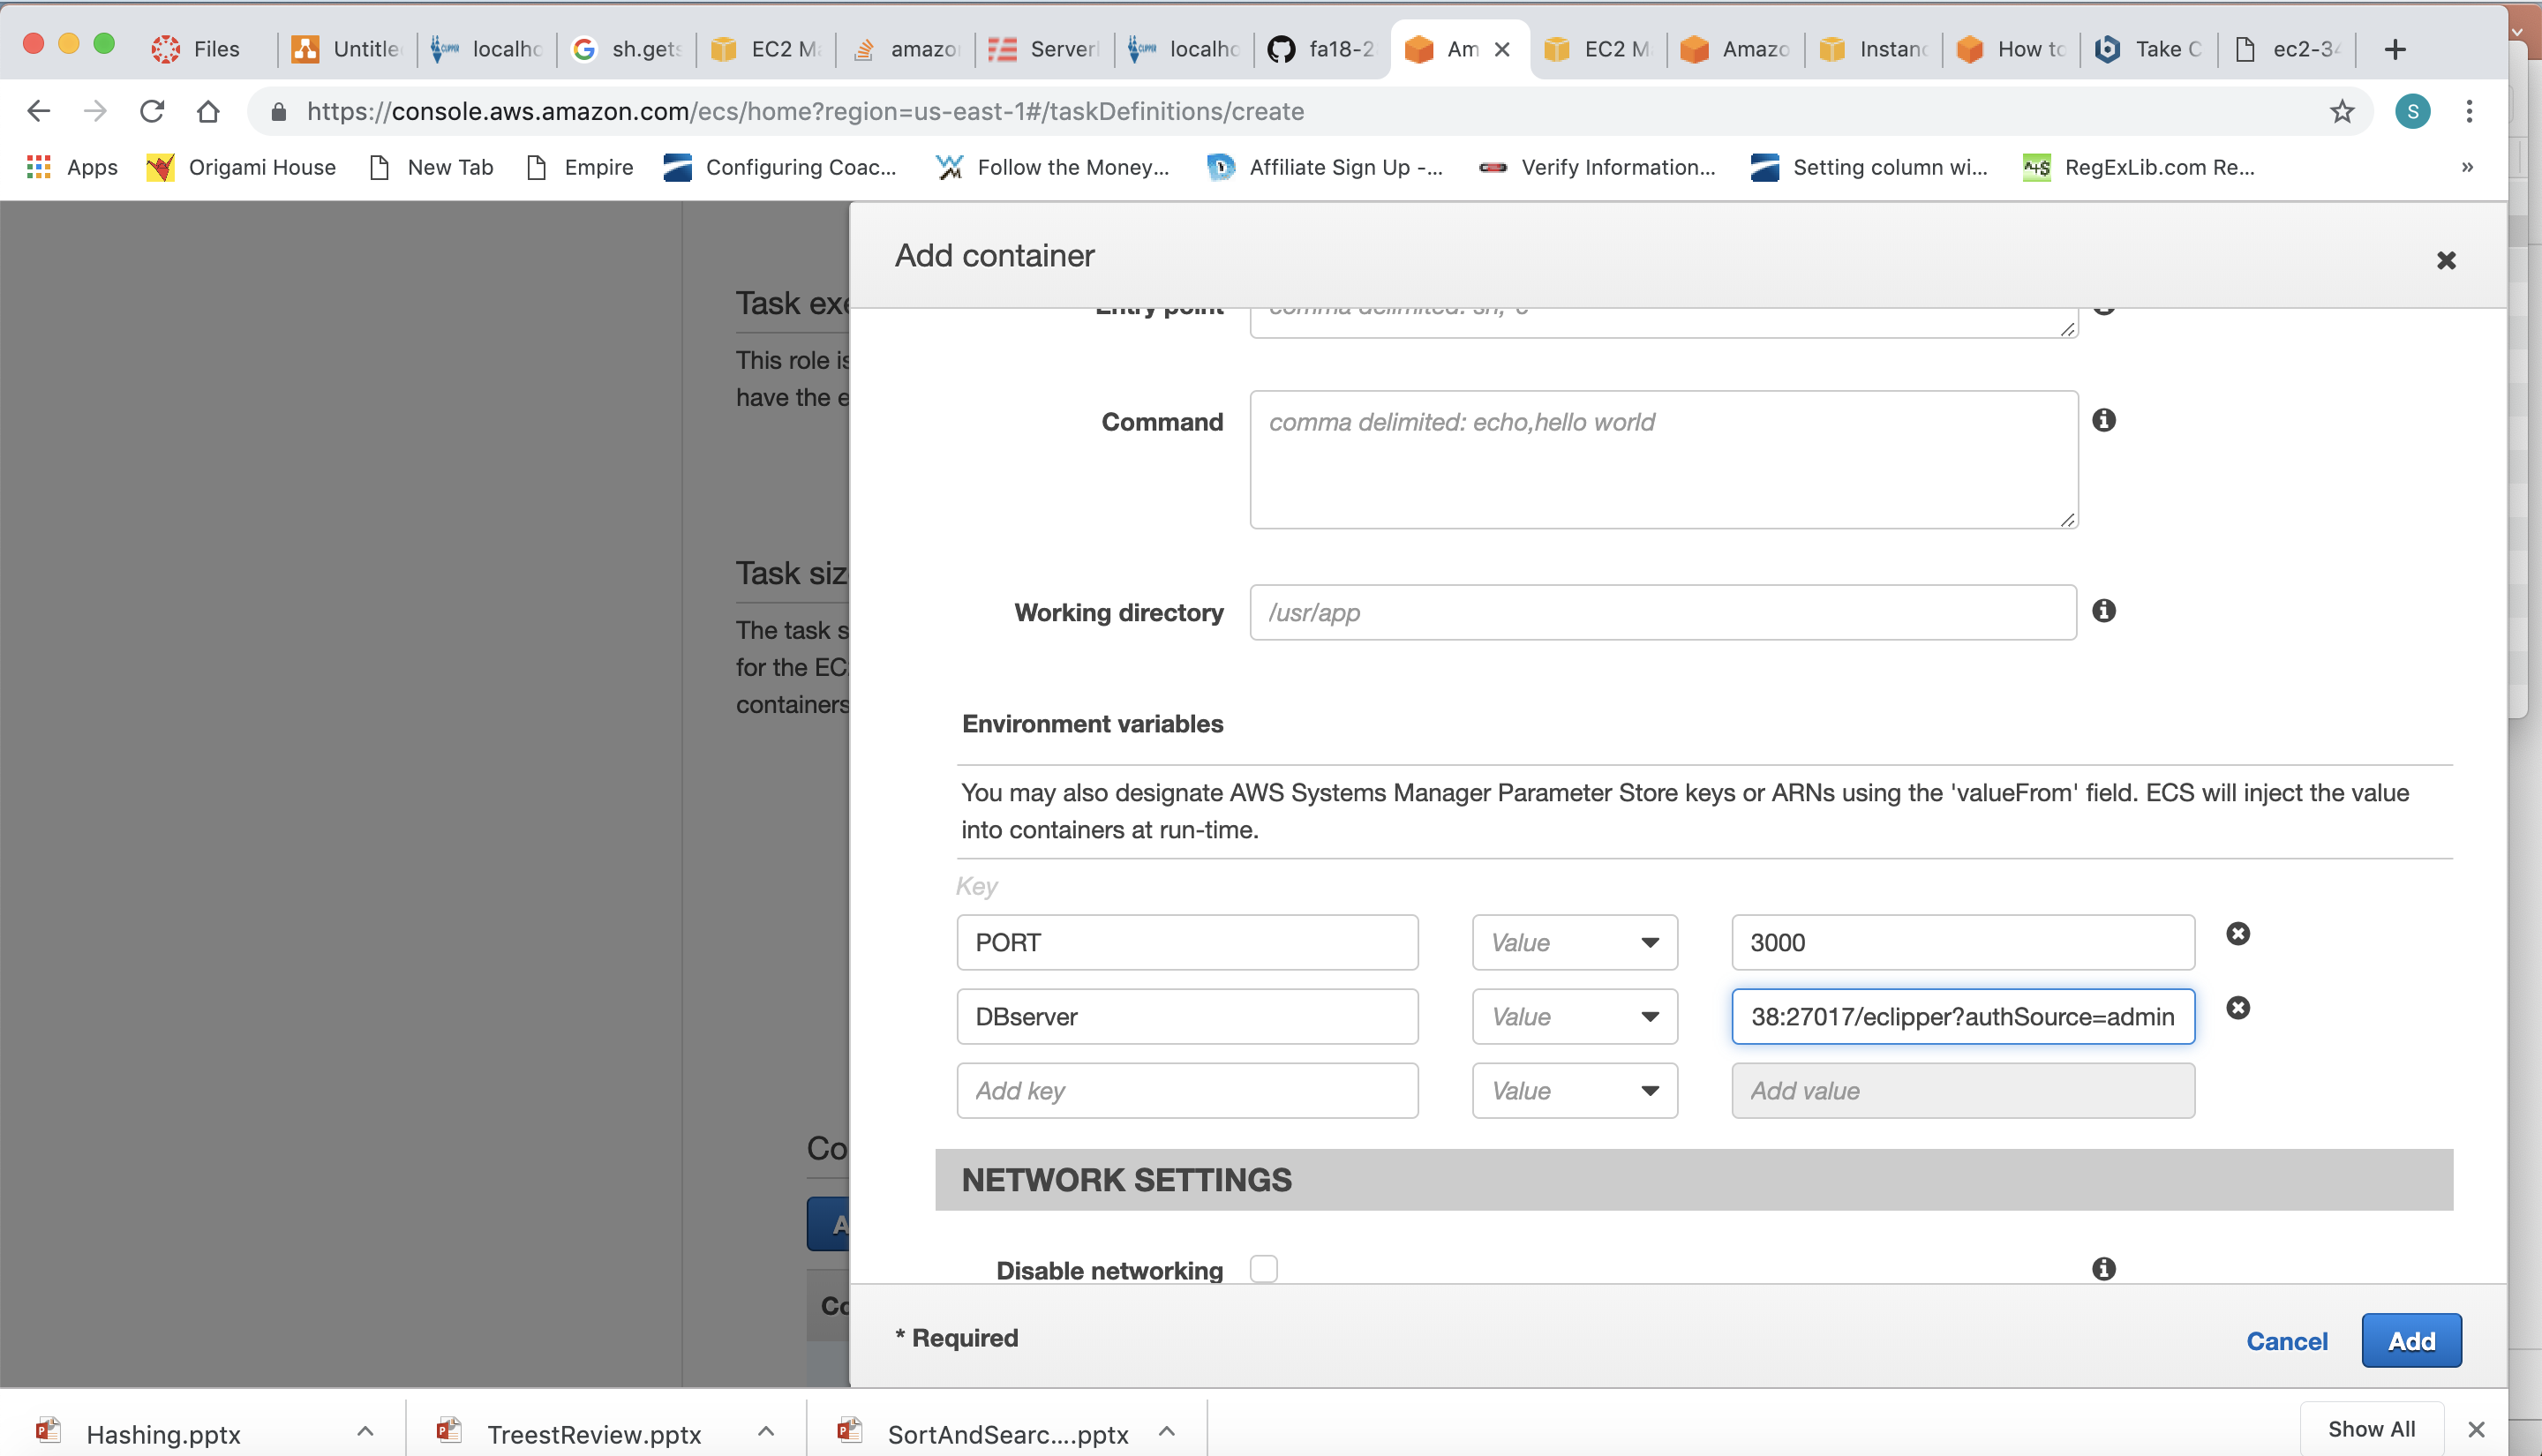 Files
Untitle
localho
sh.gets
EC2 M
amazo
Server
localho
fa18-2
Am
EC2 M
Amazo
Instanc
How to
Take C
ec2-34
https://console.aws.amazon.com/ecs/home?region=us-east-1#/taskDefinitions/create
S
Apps
Origami House
New Tab
Empire
Configuring Coac...
Follow the Money...
Affiliate Sign Up -...
Verify Information...
Setting column wi...
RegExLib.com Re...
»
Add container
Task exe
This role is
have the e
Task siz
The task s
for the EC
containers
Co
A
Co
Entry point
comma delimited: sh,-c
Command
comma delimited: echo,hello world
Working directory
/usr/app
Environment variables
You may also designate AWS Systems Manager Parameter Store keys or ARNs using the 'valueFrom' field. ECS will inject the value
into containers at run-time.
Key
PORT Value 3000
DBserver Value 38:27017/eclipper?authSource=admin
Add key Value Add value
NETWORK SETTINGS
Disable networking
* Required
Cancel
Add
Hashing.pptx
TreestReview.pptx
SortAndSearc....pptx
Show All